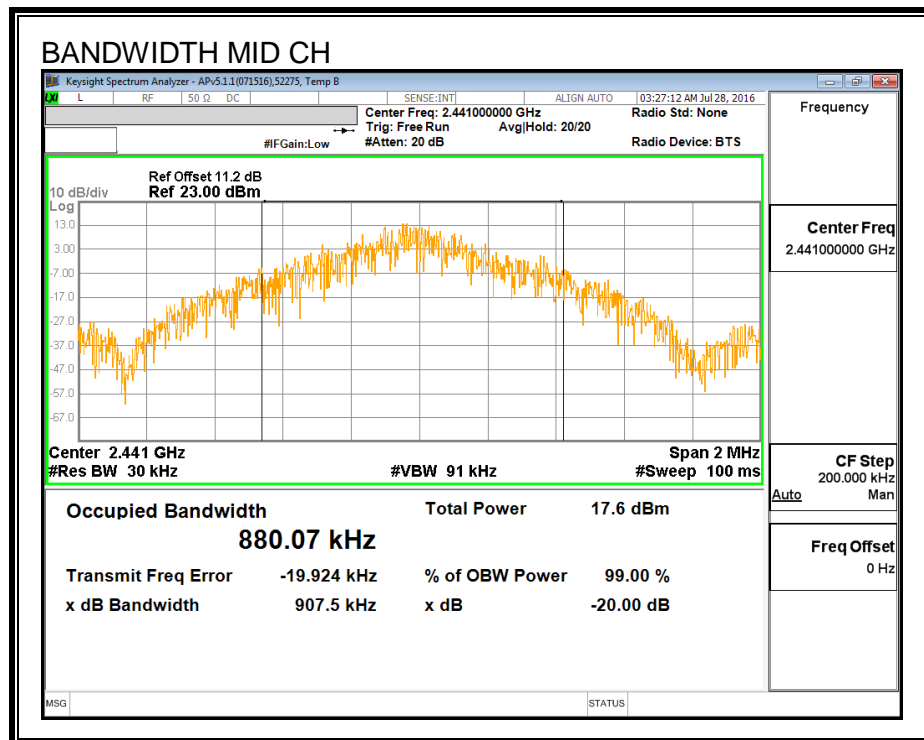 BANDWIDTH MID CH
Keysight Spectrum Analyzer - APv5.1.1(071516),52275, Temp B
LXI L RF 50 Ω DC SENSE:INT ALIGN AUTO 03:27:12 AM Jul 28, 2016
Center Freq: 2.441000000 GHz Radio Std: None
Trig: Free Run Avg|Hold: 20/20
#IFGain:Low #Atten: 20 dB Radio Device: BTS
Ref Offset 11.2 dB
10 dB/div Ref 23.00 dBm
Log
13.0
3.00
-7.00
-17.0
-27.0
-37.0
-47.0
-57.0
-67.0
Center 2.441 GHz Span 2 MHz
#Res BW 30 kHz #VBW 91 kHz #Sweep 100 ms
Occupied Bandwidth Total Power 17.6 dBm
880.07 kHz
Transmit Freq Error -19.924 kHz % of OBW Power 99.00 %
x dB Bandwidth 907.5 kHz x dB -20.00 dB
MSG STATUS
Frequency
Center Freq
2.441000000 GHz
CF Step
200.000 kHz
Auto Man
Freq Offset
0 Hz